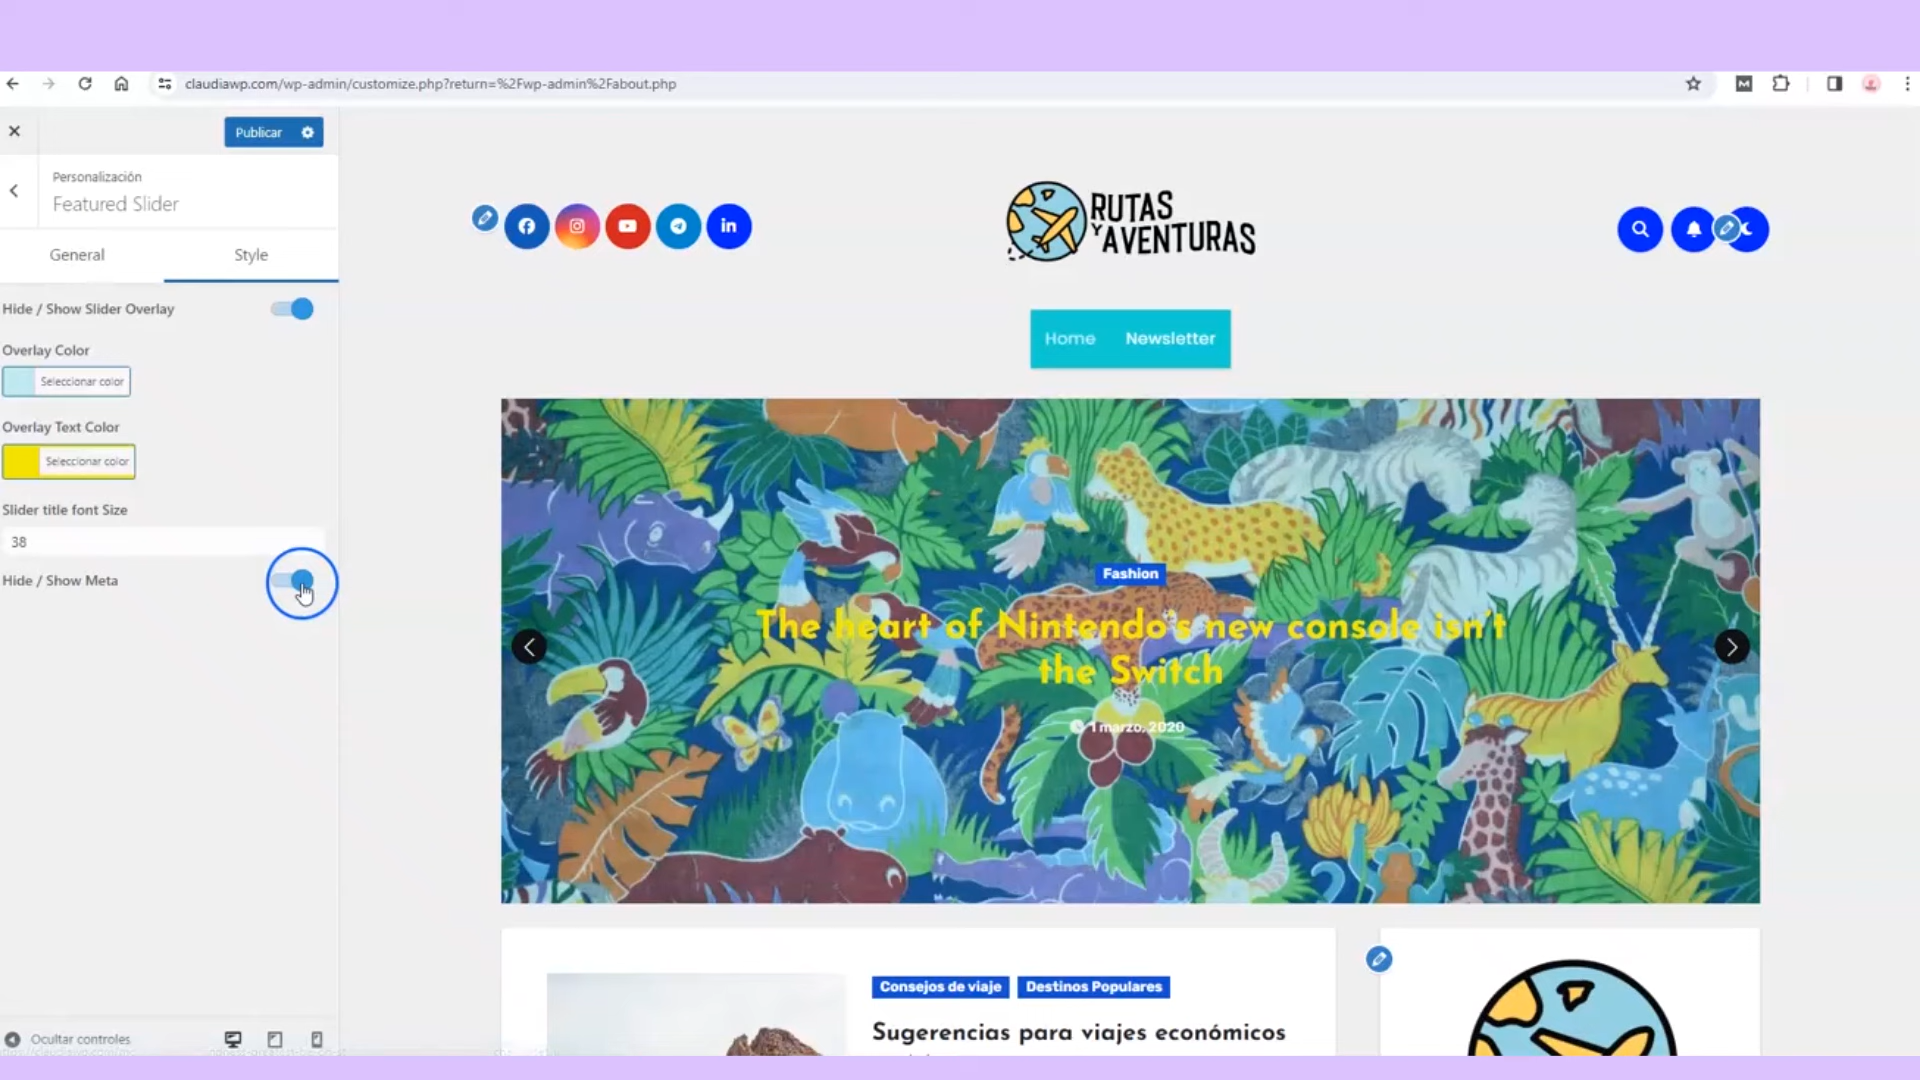 claudiawp.com/wp-admin/customize.php?return=%2Fwp-admin%2Fabout.php
Publicar
Personalización
Featured Slider
General
Style
Hide / Show Slider Overlay
Overlay Color
Seleccionar color
Overlay Text Color
Seleccionar color
Slider title font Size
38
Hide / Show Meta
Ocultar controles
in
RUTAS
Y AVENTURAS
Home
Newsletter
Fashion
The heart of Nintendo's new console isn't
the Switch
1 marzo, 2020
Consejos de viaje
Destinos Populares
Sugerencias para viajes económicos